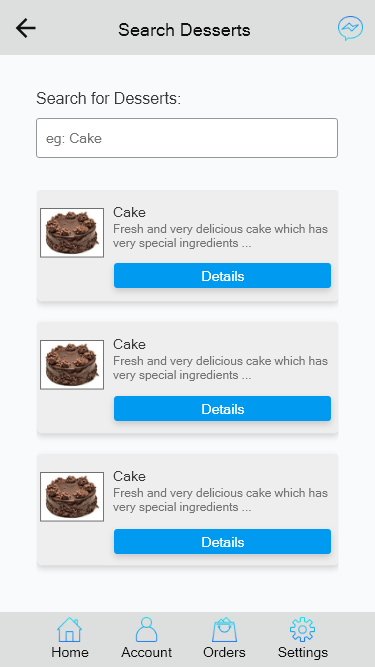 Search Desserts
Search for Desserts:
eg: Cake
Cake
Fresh and very delicious cake which has
very special ingredients ...
Details
Cake
Fresh and very delicious cake which has
very special ingredients ...
Details
Cake
Fresh and very delicious cake which has
very special ingredients ...
Details
Home Account Orders Settings